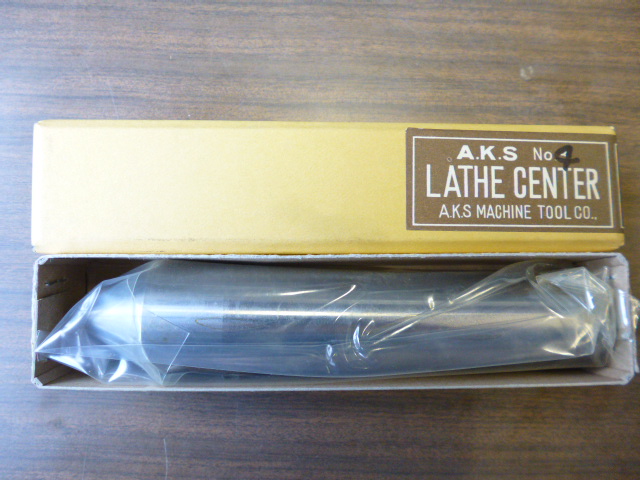 A.K.S No 4
LATHE CENTER
A.K.S MACHINE TOOL CO.,